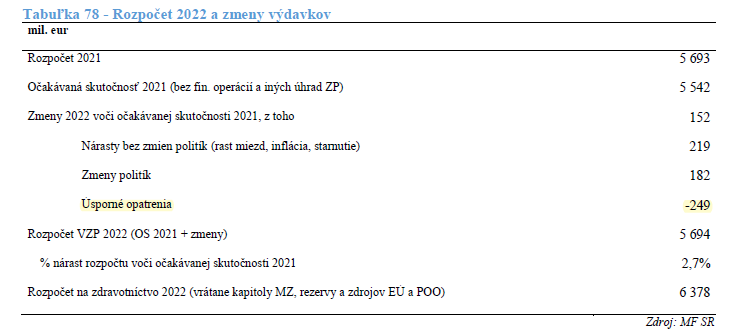 Tabuľka 78 - Rozpočet 2022 a zmeny výdavkov
mil. eur
Rozpočet 2021 5 693
Očakávaná skutočnosť 2021 (bez fin. operácií a iných úhrad ZP) 5 542
Zmeny 2022 voči očakávanej skutočnosti 2021, z toho 152
Nárasty bez zmien politík (rast miezd, inflácia, starnutie) 219
Zmeny politík 182
Úsporné opatrenia -249
Rozpočet VZP 2022 (OS 2021 + zmeny) 5 694
% nárast rozpočtu voči očakávanej skutočnosti 2021 2,7%
Rozpočet na zdravotníctvo 2022 (vrátane kapitoly MZ, rezervy a zdrojov EÚ a POO) 6 378
Zdroj: MF SR